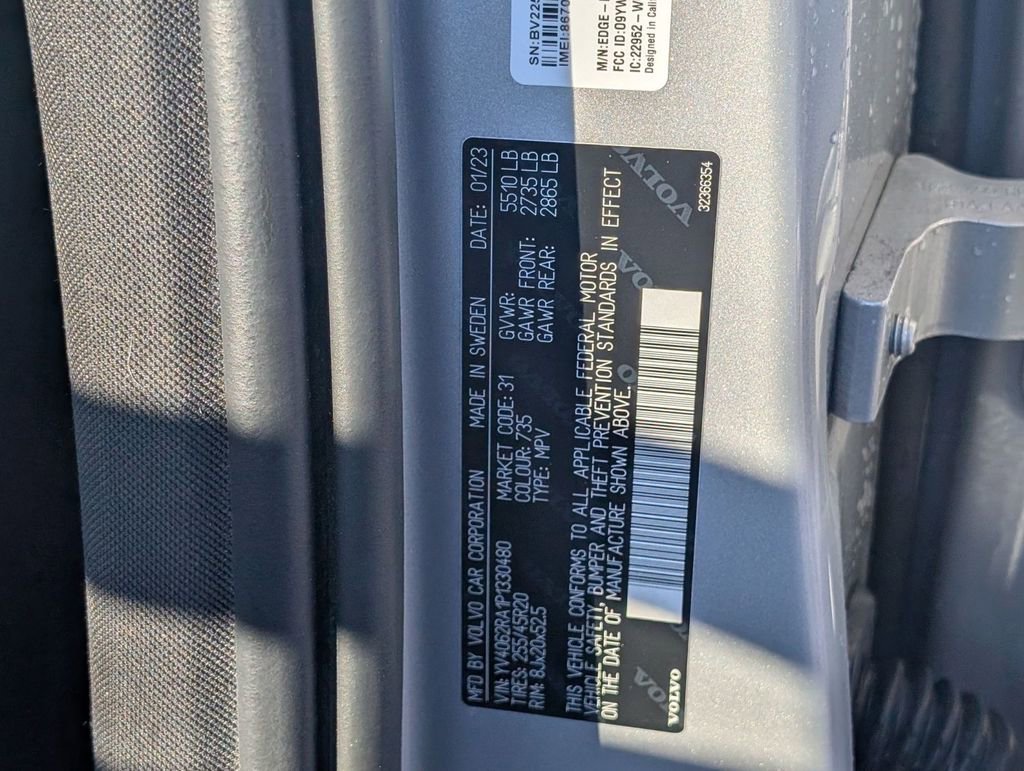 SN:BV225
IMEI:8670
M/N:EDGE-
FCC ID:09YW
IC:22952-W
Designed in Cali
MFD BY VOLVO CAR CORPORATION MADE IN SWEDEN DATE: 01/23
VIN: YV4062RA1P1330480 MARKET CODE: 31 GVWR: 5510 LB
TIRES: 255/45R20 COLOUR: 735 GAWR FRONT: 2735 LB
RIM: 8Jx20x52.5 TYPE: MPV GAWR REAR: 2865 LB
THIS VEHICLE CONFORMS TO ALL APPLICABLE FEDERAL MOTOR
VEHICLE SAFETY, BUMPER AND THEFT PREVENTION STANDARDS IN EFFECT
ON THE DATE OF MANUFACTURE SHOWN ABOVE.
VOLVO
32366354
VOLVO